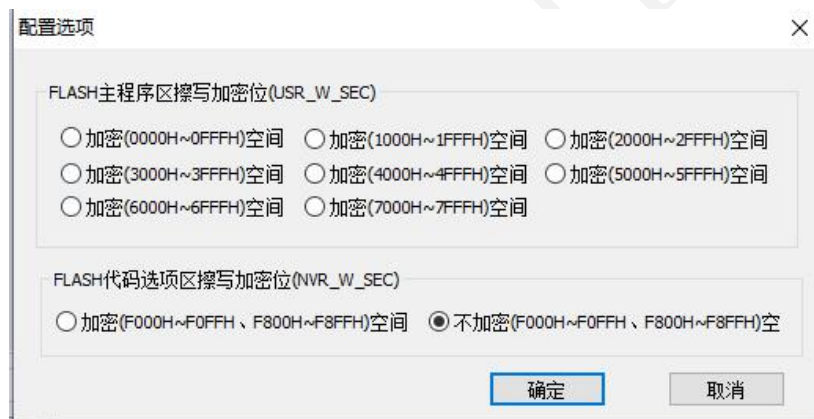 配置选项
FLASH主程序区擦写加密位(USR_W_SEC)
加密(0000H~0FFFH)空间 加密(1000H~1FFFH)空间 加密(2000H~2FFFH)空间
加密(3000H~3FFFH)空间 加密(4000H~4FFFH)空间 加密(5000H~5FFFH)空间
加密(6000H~6FFFH)空间 加密(7000H~7FFFH)空间
FLASH代码选项区擦写加密位(NVR_W_SEC)
加密(F000H~F0FFH、F800H~F8FFH)空间 不加密(F000H~F0FFH、F800H~F8FFH)空
确定 取消